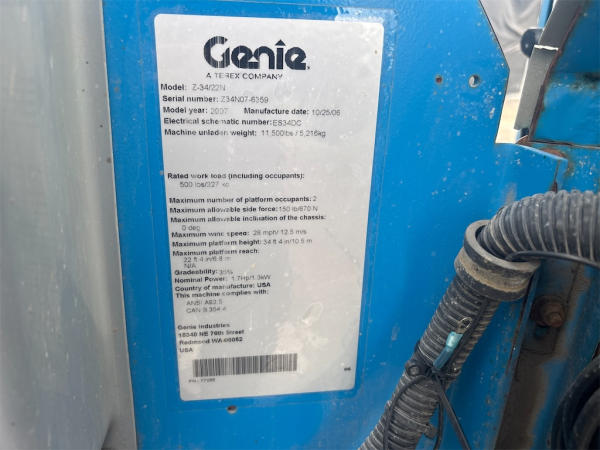 Genie
A TEREX COMPANY
Model: Z-34/22N
Serial number: Z34N07-6359
Model year: 2007 Manufacture date: 10/25/06
Electrical schematic number: ES34DC
Machine unladen weight: 11,500lbs / 5,216kg
Rated work load (including occupants):
500 lbs/227 kg
Maximum number of platform occupants: 2
Maximum allowable side force: 150 lb/670 N
Maximum allowable inclination of the chassis:
0 deg
Maximum wind speed: 28 mph/ 12.5 m/s
Maximum platform height: 34 ft 4 in/10.5 m
Maximum platform reach:
22 ft 4 in/6.8 m
N/A
Gradeability: 35%
Nominal Power: 1.7Hp/1.3kW
Country of manufacture: USA
This machine complies with:
ANSI A92.5
CAN B.354.4
Genie Industries
18340 NE 76th Street
Redmond WA
USA